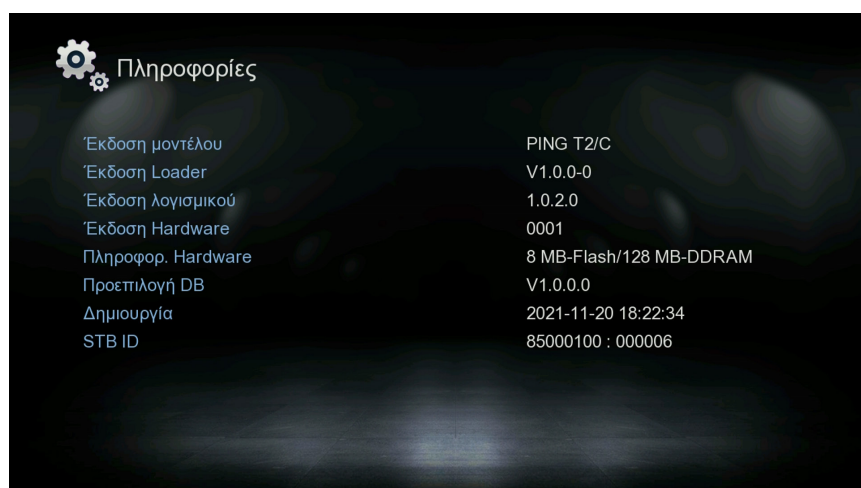 Πληροφορίες
Έκδοση μοντέλου PING T2/C
Έκδοση Loader V1.0.0-0
Έκδοση λογισμικού 1.0.2.0
Έκδοση Hardware 0001
Πληροφορ. Hardware 8 MB-Flash/128 MB-DDRAM
Προεπιλογή DB V1.0.0.0
Δημιουργία 2021-11-20 18:22:34
STB ID 85000100 : 000006